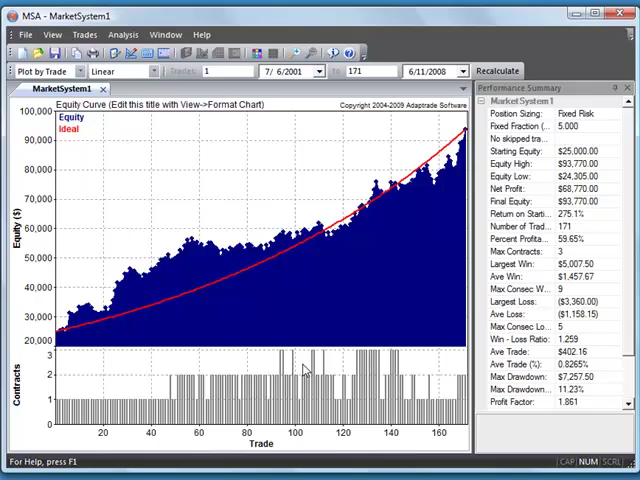 MSA - MarketSystem1
File View Trades Analysis Window Help
Plot by Trade Linear Trades: 1 7/ 6/2001 to 171 6/11/2008 Recalculate
MarketSystem1
Performance Summary
Equity Curve (Edit this title with View->Format Chart) Copyright 2004-2009 Adaptrade Software
Equity
Ideal
Equity ($)
100,000
90,000
80,000
70,000
60,000
50,000
40,000
30,000
20,000
Contracts
3
2
1
0
20 40 60 80 100 120 140 160
Trade
MarketSystem1
Position Sizing: Fixed Risk
Fixed Fraction (... 5.000
No skipped tra...
Starting Equity: $25,000.00
Equity High: $93,770.00
Equity Low: $24,305.00
Net Profit: $68,770.00
Final Equity: $93,770.00
Return on Starti... 275.1%
Number of Trad... 171
Percent Profita... 59.65%
Max Contracts: 3
Largest Win: $5,007.50
Ave Win: $1,457.67
Max Consec W... 9
Largest Loss: ($3,360.00)
Ave Loss: ($1,158.15)
Max Consec Lo... 5
Win - Loss Ratio: 1.259
Ave Trade: $402.16
Ave Trade (%): 0.8265%
Max Drawdown: $7,257.50
Max Drawdown... 11.23%
Profit Factor: 1.861
For Help, press F1
CAP NUM SCRL